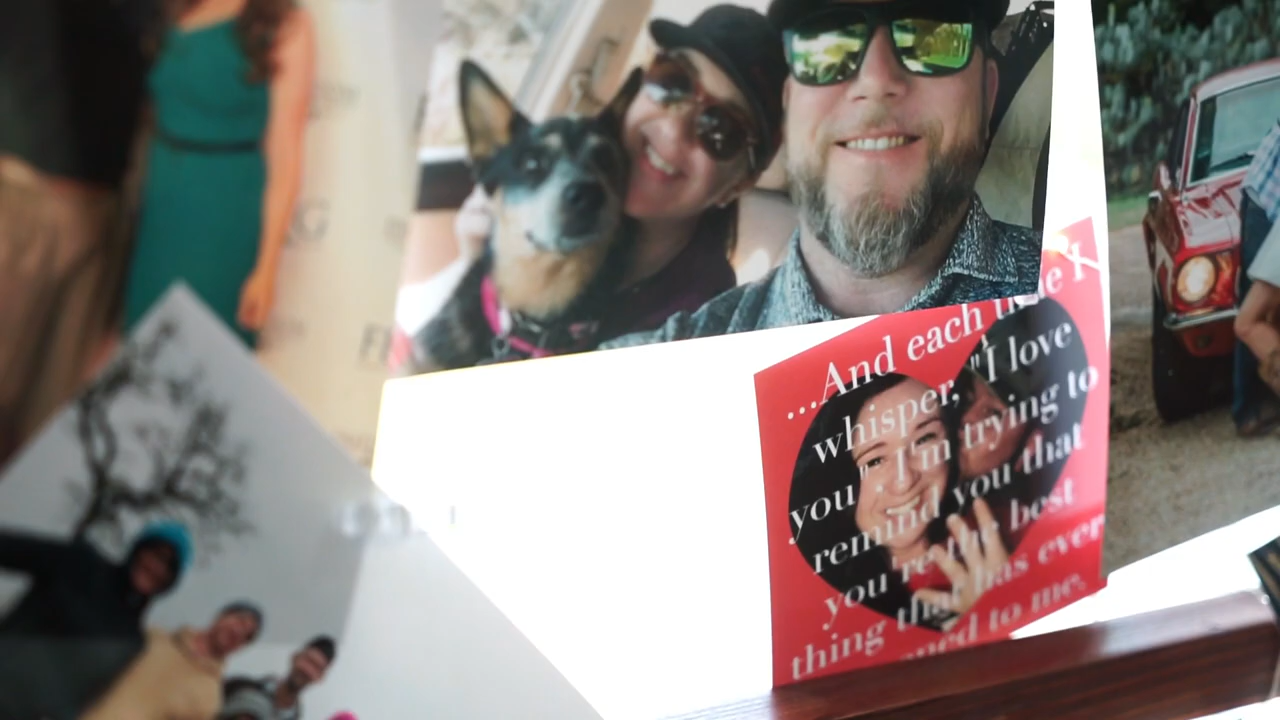 ...And each time I
whisper, "I love
you", I'm trying to
remind you that
you're the best
thing that has ever
to me.